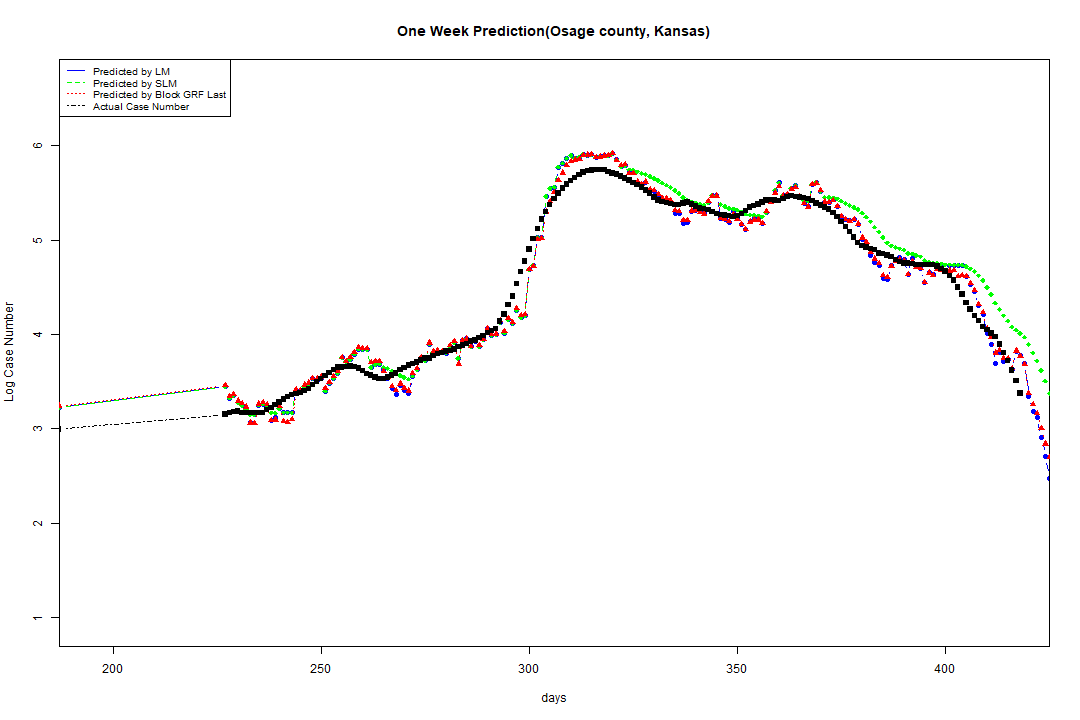 One Week Prediction(Osage county, Kansas)
Predicted by LM
Predicted by SLM
Predicted by Block GRF Last
Actual Case Number
Log Case Number
6
5
4
3
2
1
200 250 300 350 400
days